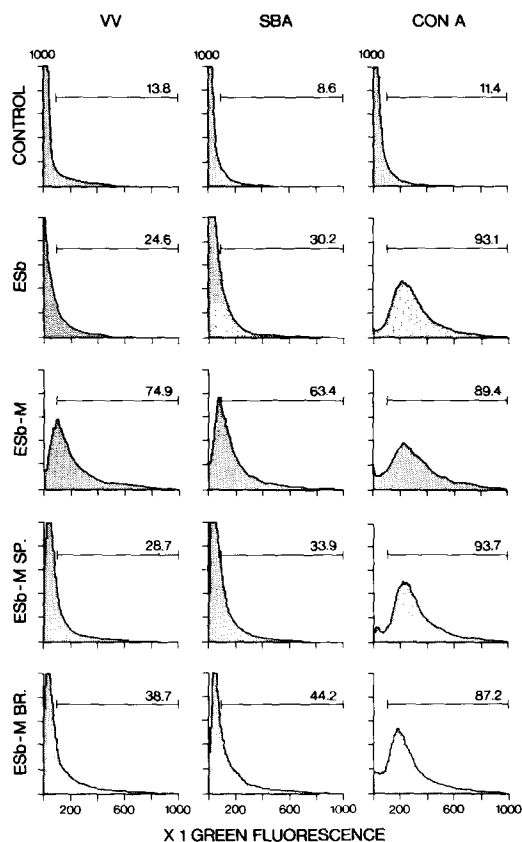 VV SBA CON A
1000 1000 1000
CONTROL 13.8 8.6 11.4
ESb 24.6 30.2 93.1
ESb-M 74.9 63.4 89.4
ESb-M SP. 28.7 33.9 93.7
ESb-M BR. 38.7 44.2 87.2
200 600 1000 200 600 1000 200 600 1000
X 1 GREEN FLUORESCENCE